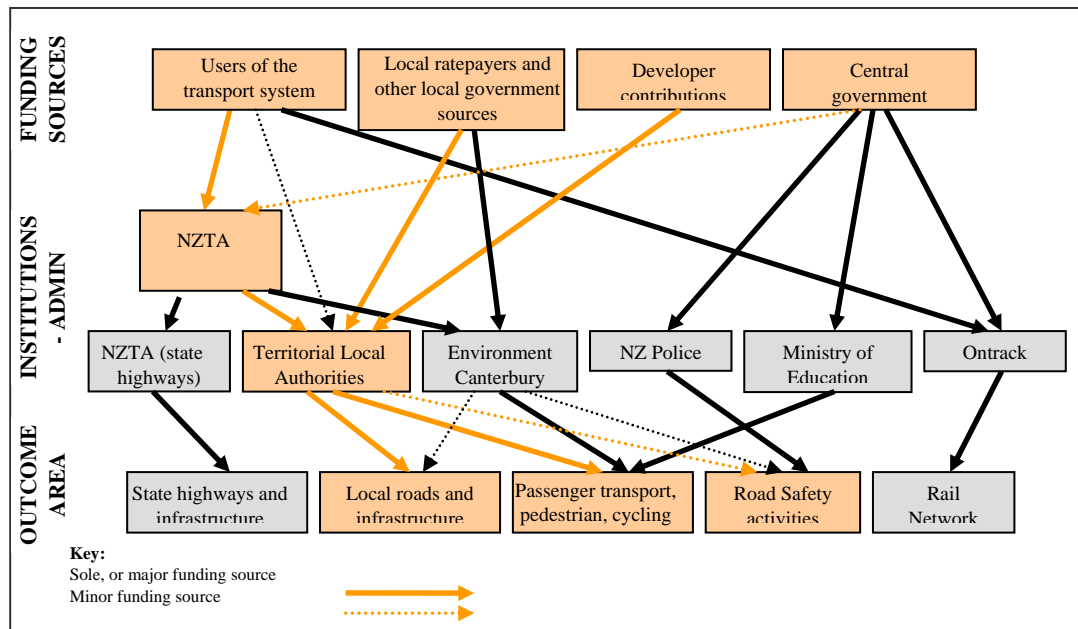 FUNDING
SOURCES
Users of the
transport system
Local ratepayers and
other local government
sources
Developer
contributions
Central
government
INSTITUTIONS
- ADMIN
NZTA
NZTA (state
highways)
Territorial Local
Authorities
Environment
Canterbury
NZ Police
Ministry of
Education
Ontrack
OUTCOME
AREA
State highways and
infrastructure
Local roads and
infrastructure
Passenger transport,
pedestrian, cycling
Road Safety
activities
Rail
Network
Key:
Sole, or major funding source
Minor funding source